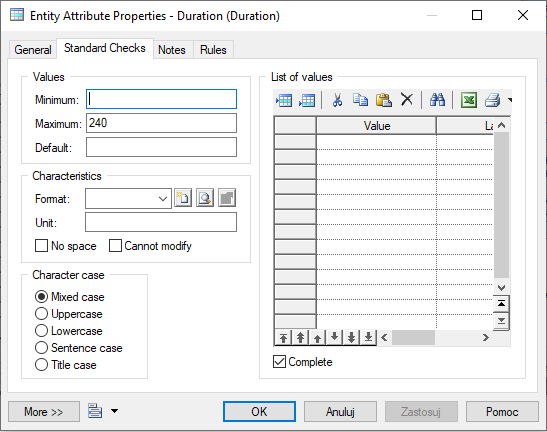 Entity Attribute Properties - Duration (Duration)
General Standard Checks Notes Rules
Values
Minimum:
Maximum: 240
Default:
Characteristics
Format:
Unit:
No space Cannot modify
Character case
Mixed case
Uppercase
Lowercase
Sentence case
Title case
List of values
Value La
Complete
More >> OK Anuluj Zastosuj Pomoc